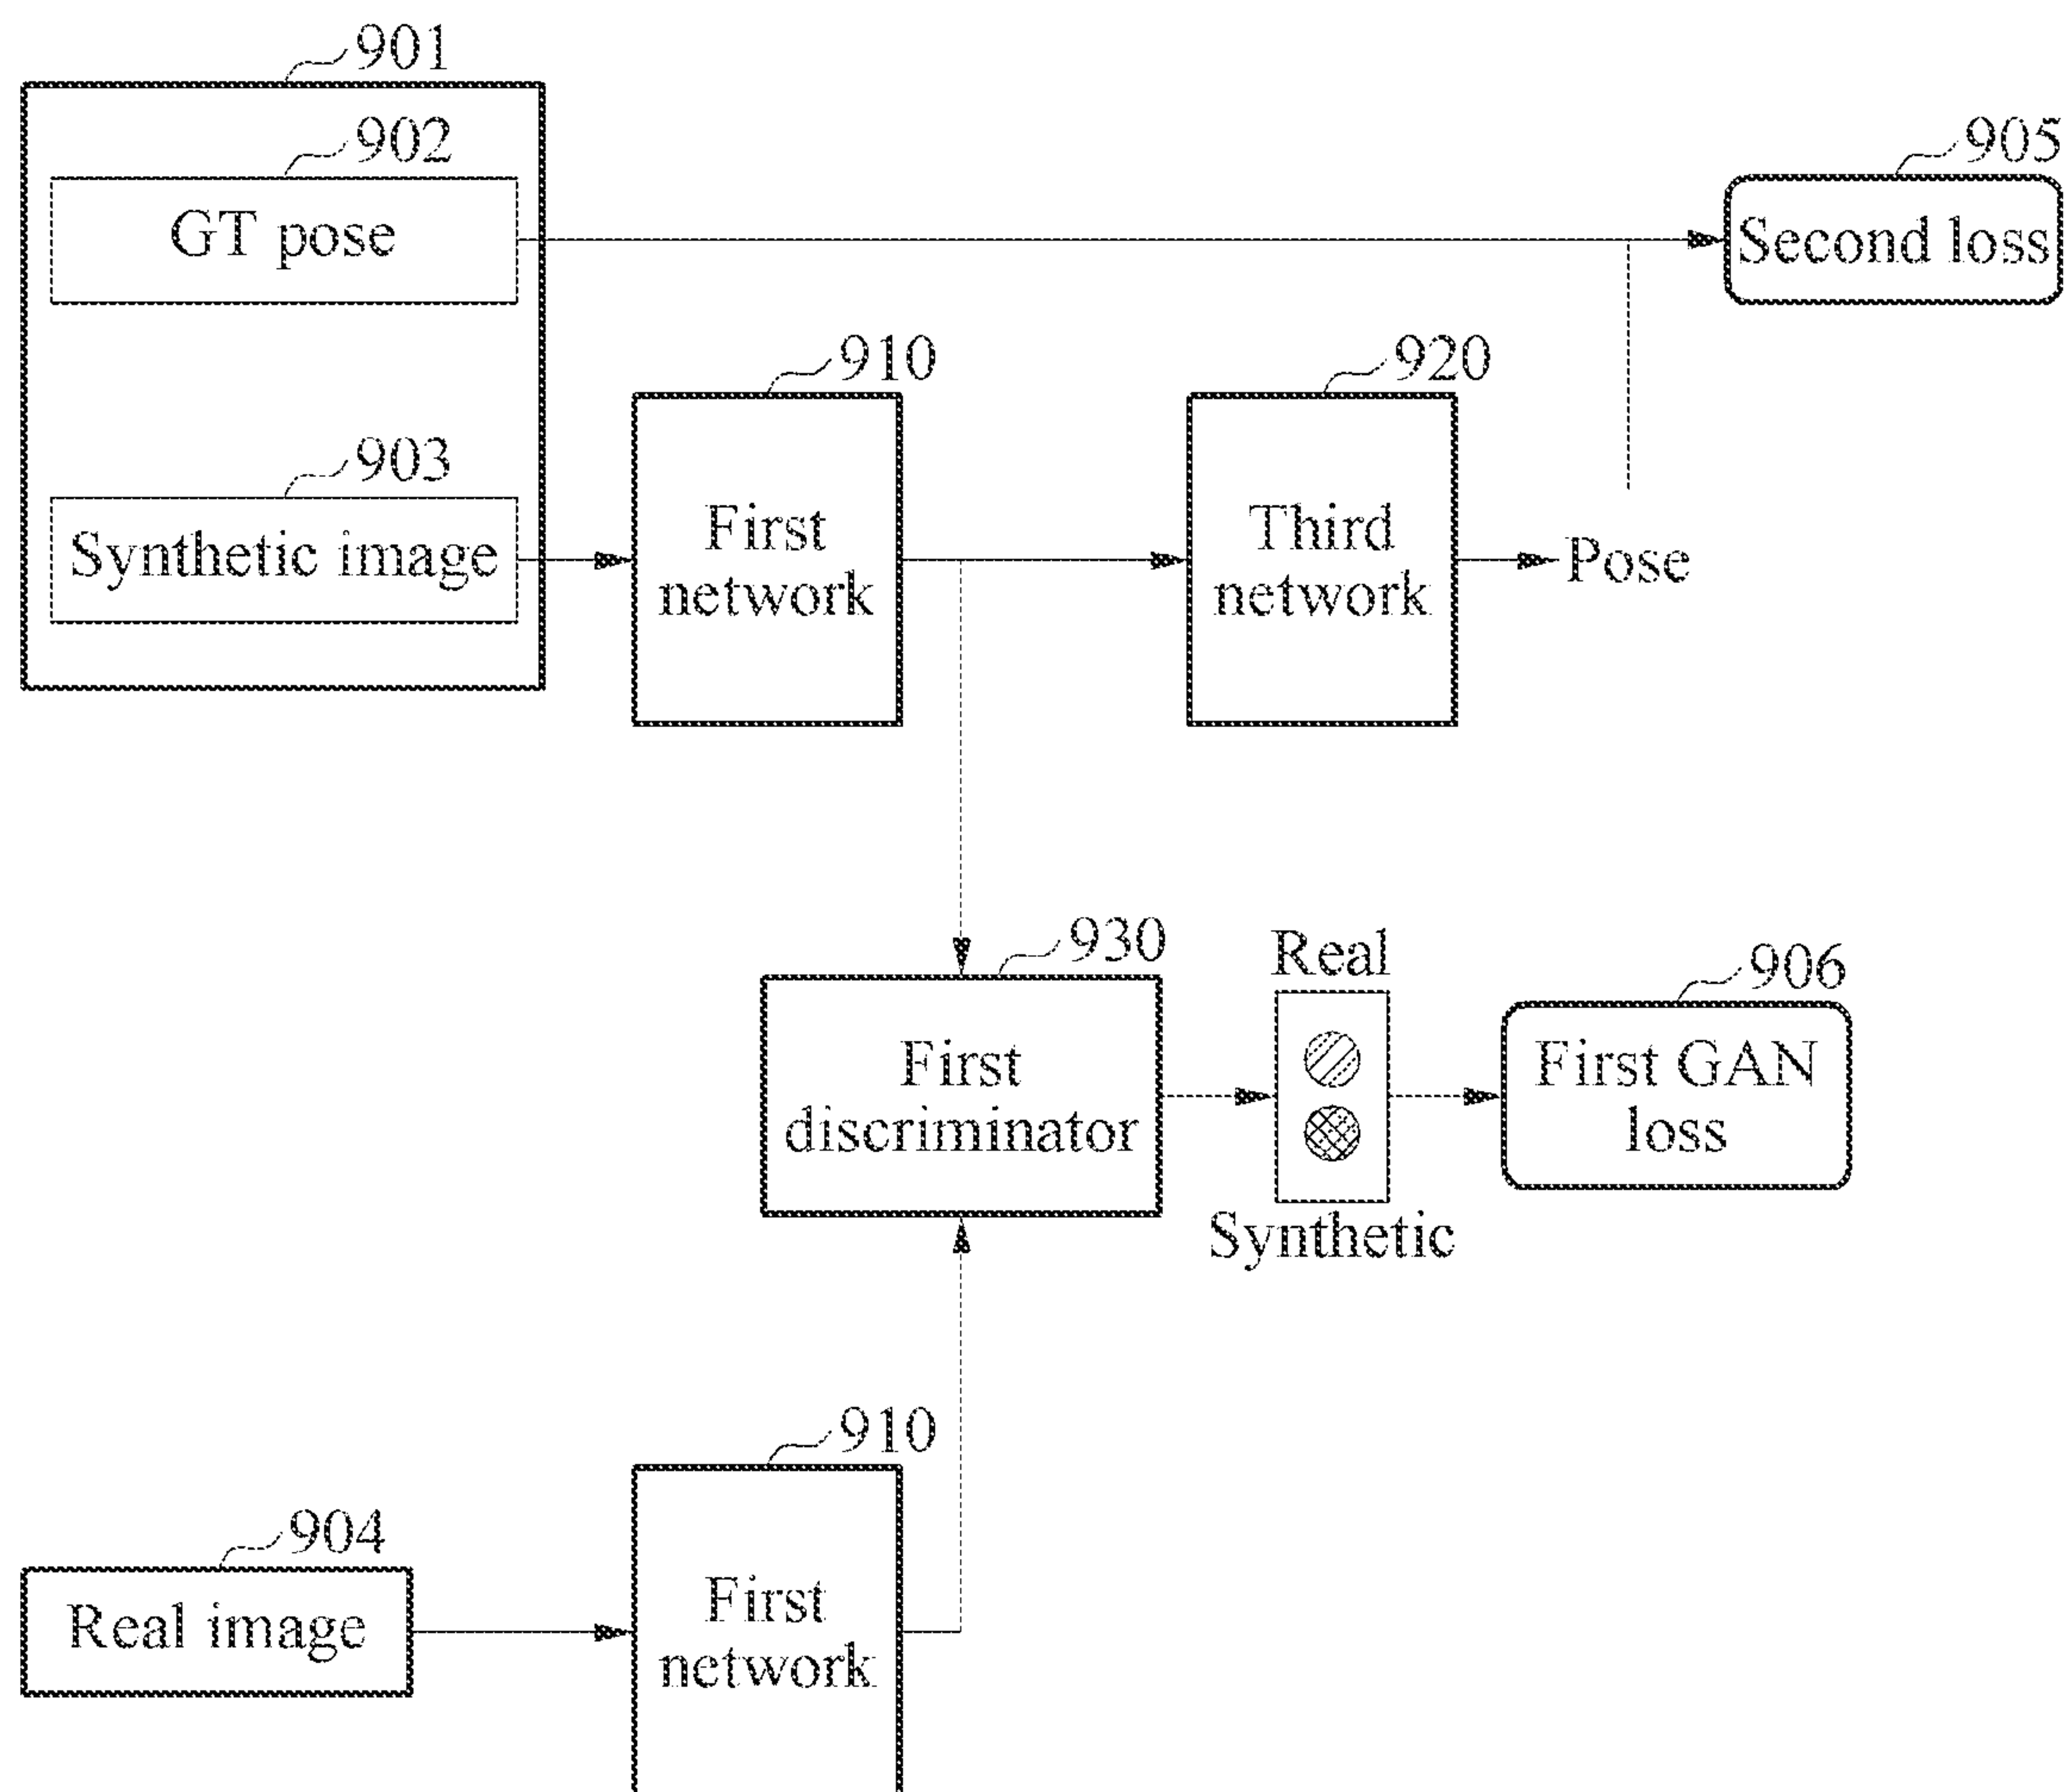 901
902
GT pose
905
Second loss
910
920
903
Synthetic image
First
network
Third
network
Pose
930
Real
906
First
discriminator
First GAN
loss
Synthetic
910
904
Real image
First
network